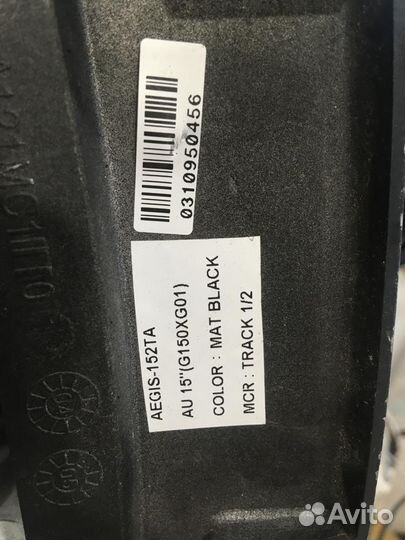 0310950456
AEGIS-152TA
AU 15"(G150XG01)
COLOR : MAT BLACK
MCR : TRACK 1/2
Avito